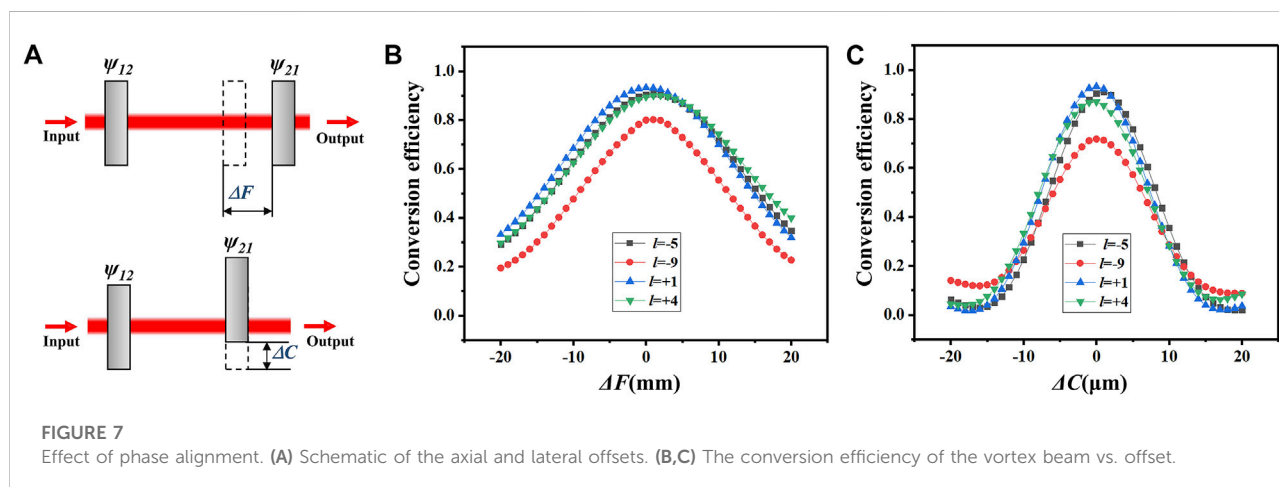 A
ψ12
ψ21
Input
Output
ΔF
ψ21
ψ12
Input
Output
ΔC
B
Conversion efficiency
1.0
0.8
0.6
0.4
0.2
0.0
l=-5
l=-9
l=+1
l=+4
-20
-10
0
10
20
ΔF(mm)
C
Conversion efficiency
1.0
0.8
0.6
0.4
0.2
0.0
l=-5
l=-9
l=+1
l=+4
-20
-10
0
10
20
ΔC(μm)
FIGURE 7
Effect of phase alignment. (A) Schematic of the axial and lateral offsets. (B,C) The conversion efficiency of the vortex beam vs. offset.